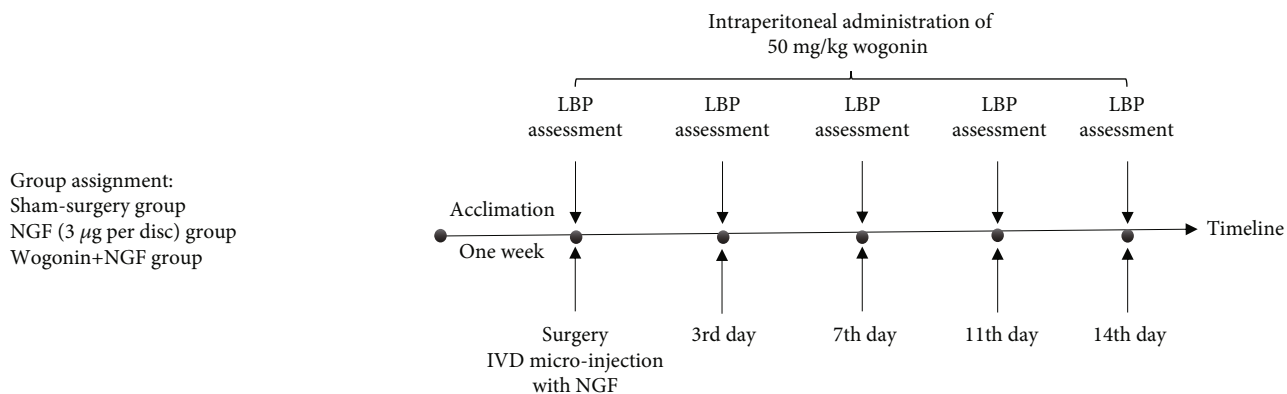 Intraperitoneal administration of
50 mg/kg wogonin
LBP
assessment
LBP
assessment
LBP
assessment
LBP
assessment
LBP
assessment
Group assignment:
Sham-surgery group
NGF (3 μg per disc) group
Wogonin+NGF group
Acclimation
One week
Timeline
Surgery
IVD micro-injection
with NGF
3rd day
7th day
11th day
14th day